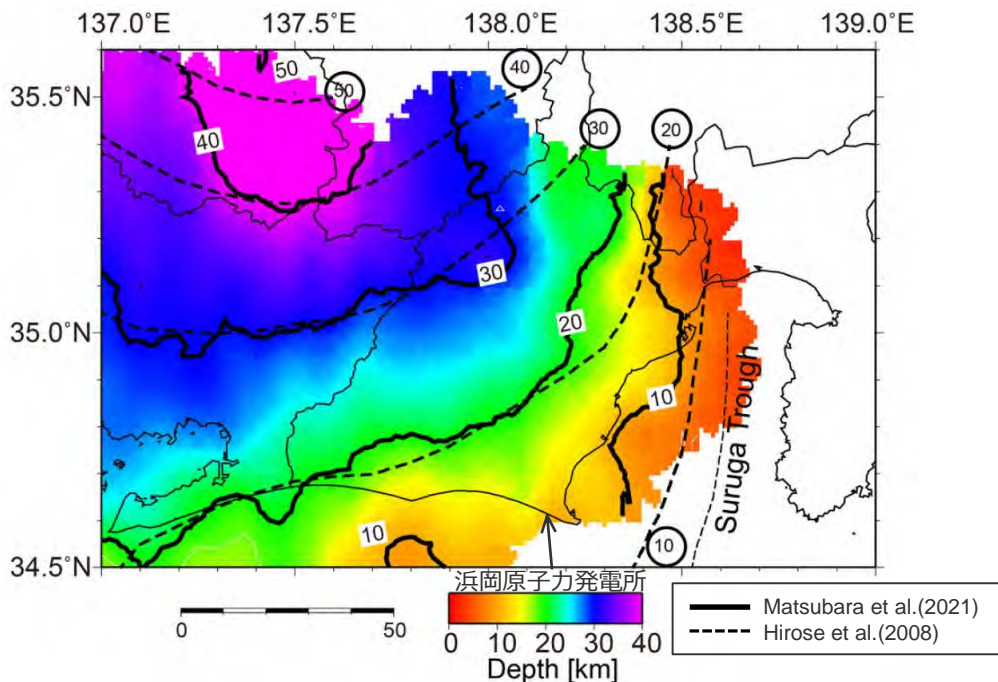 137.0°E 137.5°E 138.0°E 138.5°E 139.0°E
35.5°N
35.0°N
34.5°N
50
50
40
40
30
20
30
20
10
10
10
Suruga Trough
浜岡原子力発電所
0 50
0 10 20 30 40
Depth [km]
Matsubara et al.(2021)
Hirose et al.(2008)